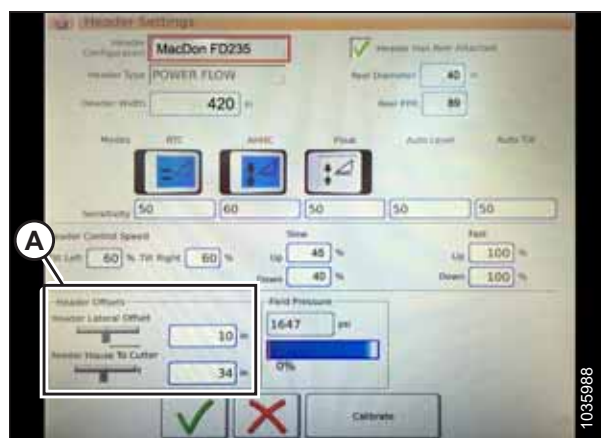 Header Settings
Header Configuration MacDon FD235
Header Has Reel Attached
Header Type POWER FLOW
Reel Diameter 40 in
Header Width 420 in
Reel PPR 89
Modes RTC AHHC Float Auto Level Auto Tilt
Sensitivity 50 60 50 50 50
A
Header Control Speed Slow Fast
Tilt Left 60 % Tilt Right 60 % Up 45 % Up 100 %
Down 40 % Down 100 %
Header Offsets Field Pressure
Header Lateral Offset 10 in 1647 psi
Feeder House To Cutter 34 in 0%
Calibrate
1035988